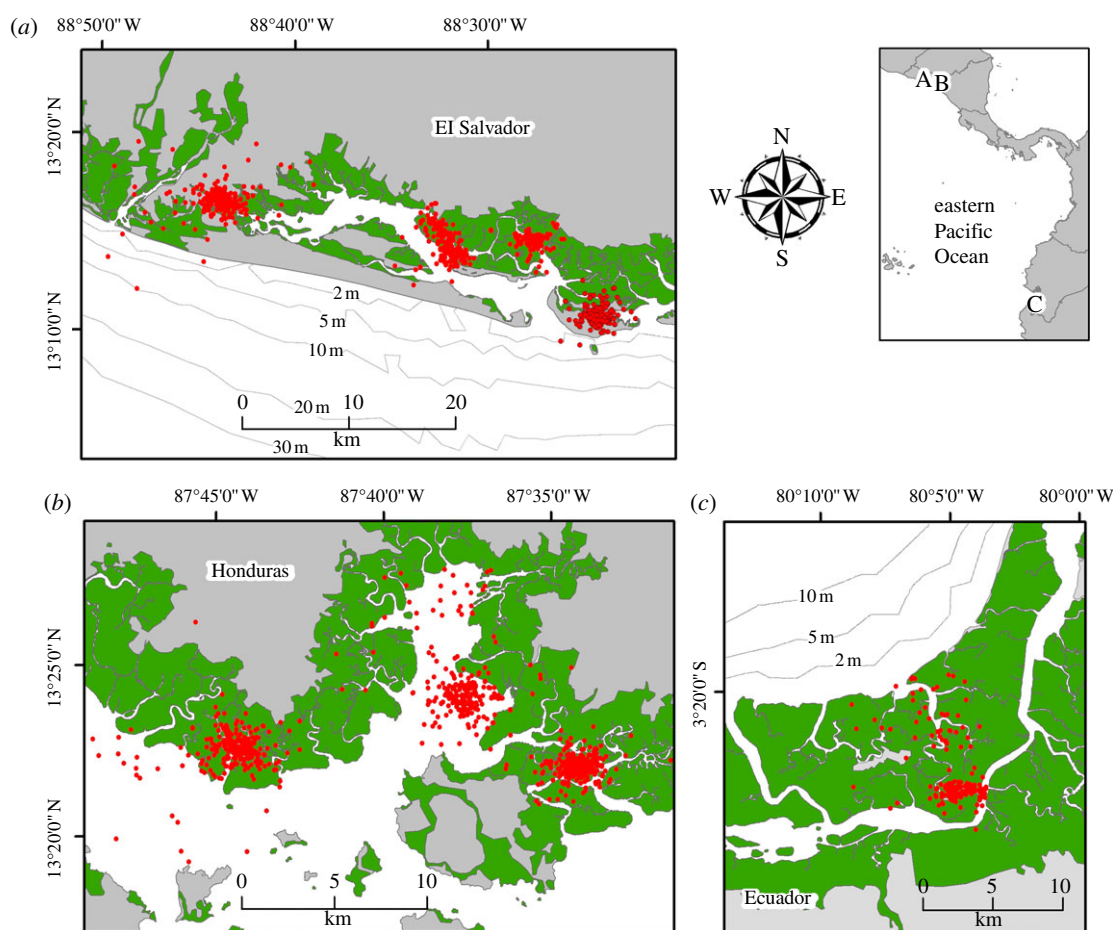 88°50'0"W 88°40'0"W 88°30'0"W
(a)
13°20'0"N
13°10'0"N
El Salvador
2 m
5 m
10 m
20 m
30 m
0 10 20
km
N
W E
S
A B
eastern
Pacific
Ocean
C
(b)
87°45'0"W 87°40'0"W 87°35'0"W
Honduras
13°25'0"N
13°20'0"N
0 5 10
km
(c)
80°10'0"W 80°5'0"W 80°0'0"W
10 m
5 m
2 m
3°20'0"S
Ecuador
0 5 10
km